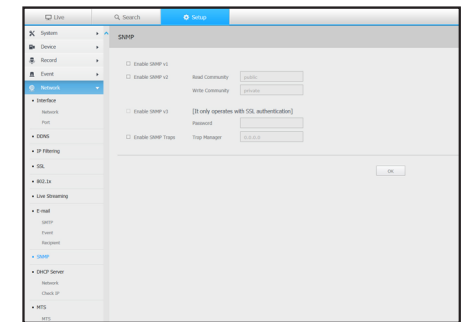 Live
Search
Setup
System
Device
Record
Event
Network
Interface
Network
Port
DDNS
IP Filtering
SSL
802.1x
Live Streaming
E-mail
SMTP
Event
Recipient
SNMP
DHCP Server
Network
Check IP
MTS
MTS
SNMP
Enable SNMP v1
Enable SNMP v2 Read Community public
Write Community private
Enable SNMP v3 [It only operates with SSL authentication]
Password
Enable SNMP Traps Trap Manager 0.0.0.0
OK